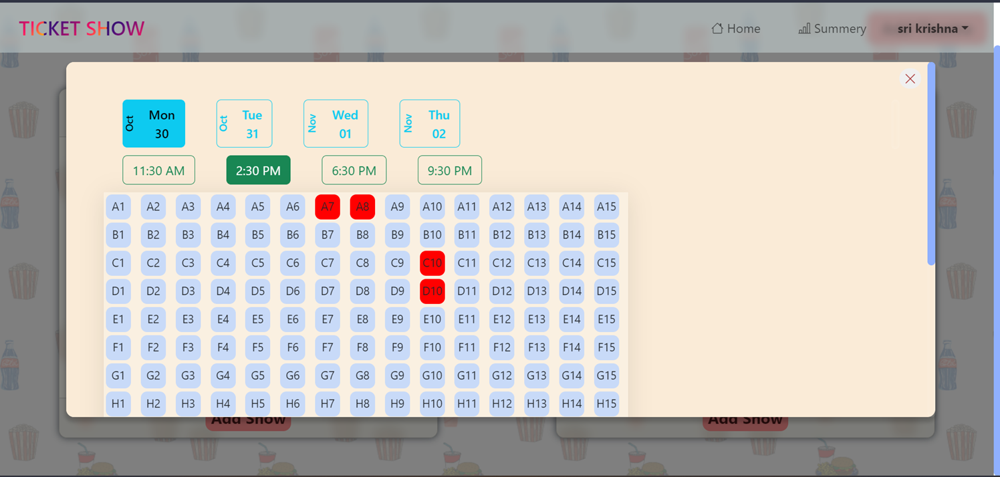 TICKET SHOW
Home
Summery
sri krishna
Oct Mon 30
Oct Tue 31
Nov Wed 01
Nov Thu 02
11:30 AM 2:30 PM 6:30 PM 9:30 PM
A1 A2 A3 A4 A5 A6 A7 A8 A9 A10 A11 A12 A13 A14 A15
B1 B2 B3 B4 B5 B6 B7 B8 B9 B10 B11 B12 B13 B14 B15
C1 C2 C3 C4 C5 C6 C7 C8 C9 C10 C11 C12 C13 C14 C15
D1 D2 D3 D4 D5 D6 D7 D8 D9 D10 D11 D12 D13 D14 D15
E1 E2 E3 E4 E5 E6 E7 E8 E9 E10 E11 E12 E13 E14 E15
F1 F2 F3 F4 F5 F6 F7 F8 F9 F10 F11 F12 F13 F14 F15
G1 G2 G3 G4 G5 G6 G7 G8 G9 G10 G11 G12 G13 G14 G15
H1 H2 H3 H4 H5 H6 H7 H8 H9 H10 H11 H12 H13 H14 H15
Add Show Add Show